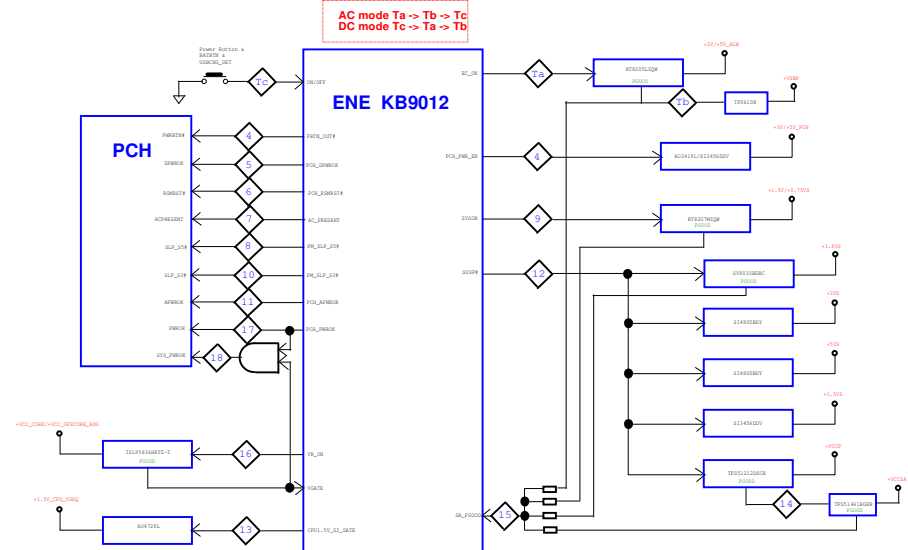 AC mode Ta -> Tb -> Tc
DC mode Tc -> Ta -> Tb
Power Button &
BATBTN &
USBCHG_DET
Tc
ON/OFF
ENE KB9012
EC_ON
Ta
RT8205LZQW
PGOOD
+3V/+5V_ALW
Tb
TPS61
+VSBP
PCH
PWRBTN#
4
PBTN_OUT#
DPWROK
5
PCH_DPWROK
RSMRST#
6
PCH_RSMRST#
ACPRESENT
7
AC_PRESENT
SLP_S5#
8
PM_SLP_S5#
SLP_S3#
10
PM_SLP_S3#
APWROK
11
PCH_APWROK
PWROK
17
PCH_PWROK
SYS_PWROK
18
PCH_PWR_EN
4
AO3419L/SI3456DDV
+3V/+5V_PCH
SYSON
9
RT8207MZQW
PGOOD
+1.5V/+0.75VS
SUSP#
12
SY8033BDBC
PGOOD
+1.8VS
SI4800BDY
+3VS
SI4800BDY
+5VS
SI3456DDV
+1.5VS
TPS51212DSCR
PGOOD
+VCCP
14
TPS51461RGER
PGOOD
+VCCSA
SA_PGOOD
15
+VCC_CORE/+VCC_GFXCORE_AXG
ISL95836HRTZ-T
PGOOD
16
VR_ON
VGATE
+1.5V_CPU_VDDQ
AO4728L
13
CPU1.5V_S3_GATE